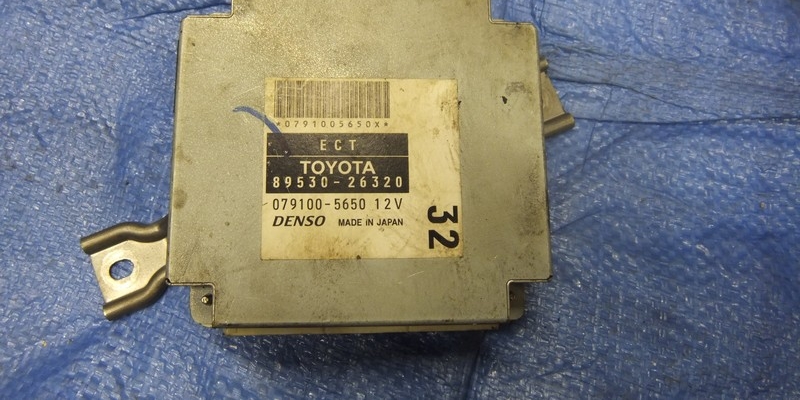 *0791005650X*
ECT
TOYOTA
89530-26320
079100-5650 12V
DENSO MADE iN JAPAN
32